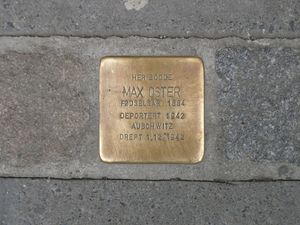 HER BODDE
MAX OSTER
FØDSELSÅR 1884
DEPORTERT 1942
AUSCHWITZ
DREPT 1.12.1942